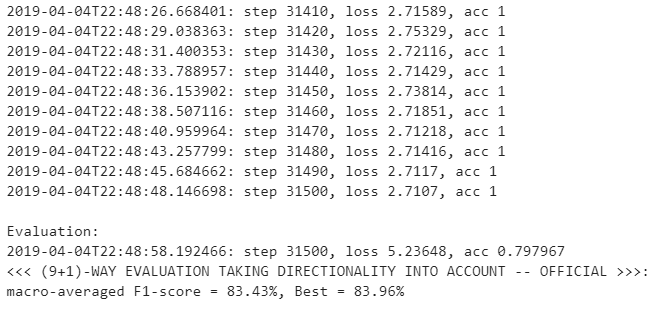 2019-04-04T22:48:26.668401: step 31410, loss 2.71589, acc 1
2019-04-04T22:48:29.038363: step 31420, loss 2.75329, acc 1
2019-04-04T22:48:31.400353: step 31430, loss 2.72116, acc 1
2019-04-04T22:48:33.788957: step 31440, loss 2.71429, acc 1
2019-04-04T22:48:36.153902: step 31450, loss 2.73814, acc 1
2019-04-04T22:48:38.507116: step 31460, loss 2.71851, acc 1
2019-04-04T22:48:40.959964: step 31470, loss 2.71218, acc 1
2019-04-04T22:48:43.257799: step 31480, loss 2.71416, acc 1
2019-04-04T22:48:45.684662: step 31490, loss 2.7117, acc 1
2019-04-04T22:48:48.146698: step 31500, loss 2.7107, acc 1
Evaluation:
2019-04-04T22:48:58.192466: step 31500, loss 5.23648, acc 0.797967
<<< (9+1)-WAY EVALUATION TAKING DIRECTIONALITY INTO ACCOUNT -- OFFICIAL >>>:
macro-averaged F1-score = 83.43%, Best = 83.96%